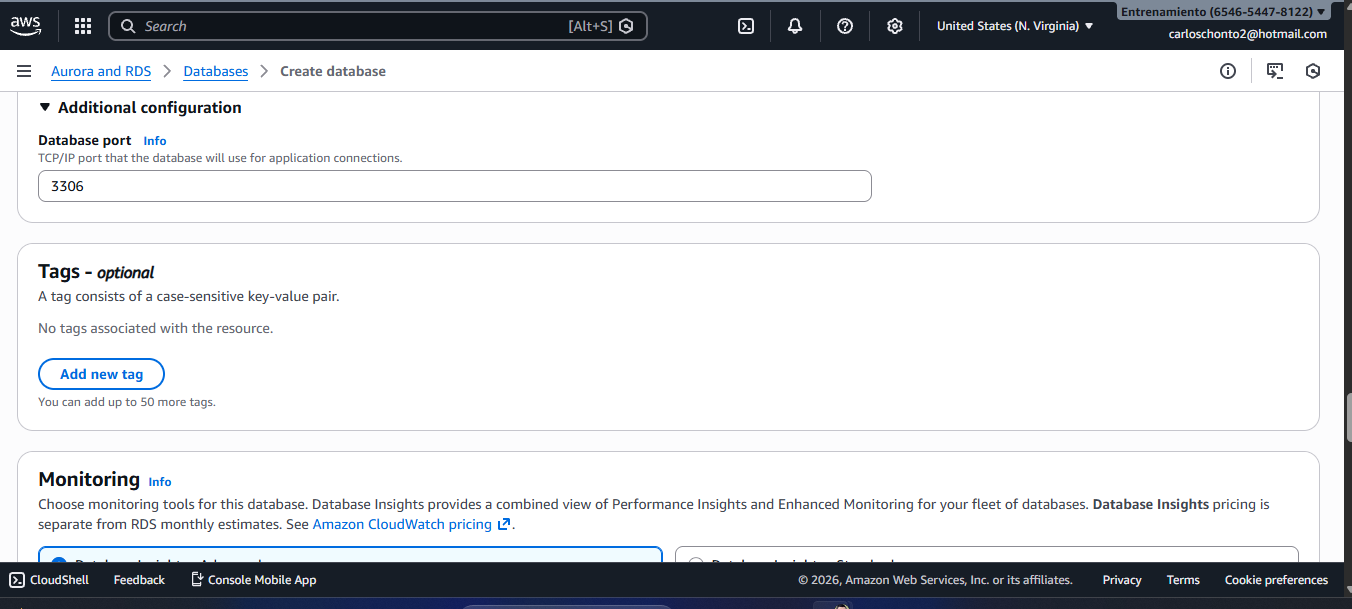 aws
Search [Alt+S]
United States (N. Virginia)
Entrenamiento (6546-5447-8122)
carloschonto2@hotmail.com
Aurora and RDS > Databases > Create database
Additional configuration
Database port Info
TCP/IP port that the database will use for application connections.
3306
Tags - optional
A tag consists of a case-sensitive key-value pair.
No tags associated with the resource.
Add new tag
You can add up to 50 more tags.
Monitoring Info
Choose monitoring tools for this database. Database Insights provides a combined view of Performance Insights and Enhanced Monitoring for your fleet of databases. Database Insights pricing is
separate from RDS monthly estimates. See Amazon CloudWatch pricing.
CloudShell Feedback Console Mobile App © 2026, Amazon Web Services, Inc. or its affiliates. Privacy Terms Cookie preferences